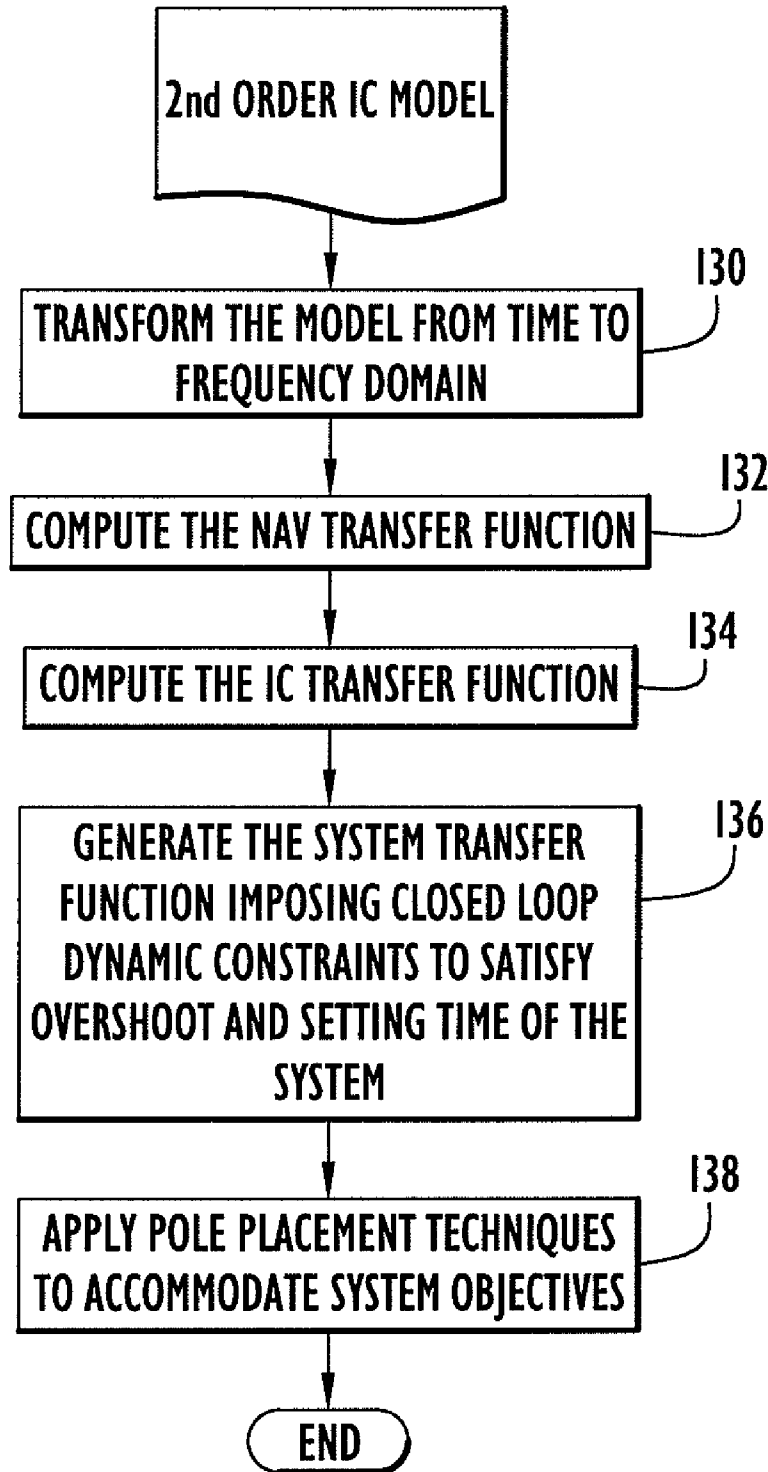 2nd ORDER IC MODEL
130
TRANSFORM THE MODEL FROM TIME TO
FREQUENCY DOMAIN
132
COMPUTE THE NAV TRANSFER FUNCTION
134
COMPUTE THE IC TRANSFER FUNCTION
136
GENERATE THE SYSTEM TRANSFER
FUNCTION IMPOSING CLOSED LOOP
DYNAMIC CONSTRAINTS TO SATISFY
OVERSHOOT AND SETTING TIME OF THE
SYSTEM
138
APPLY POLE PLACEMENT TECHNIQUES
TO ACCOMMODATE SYSTEM OBJECTIVES
END